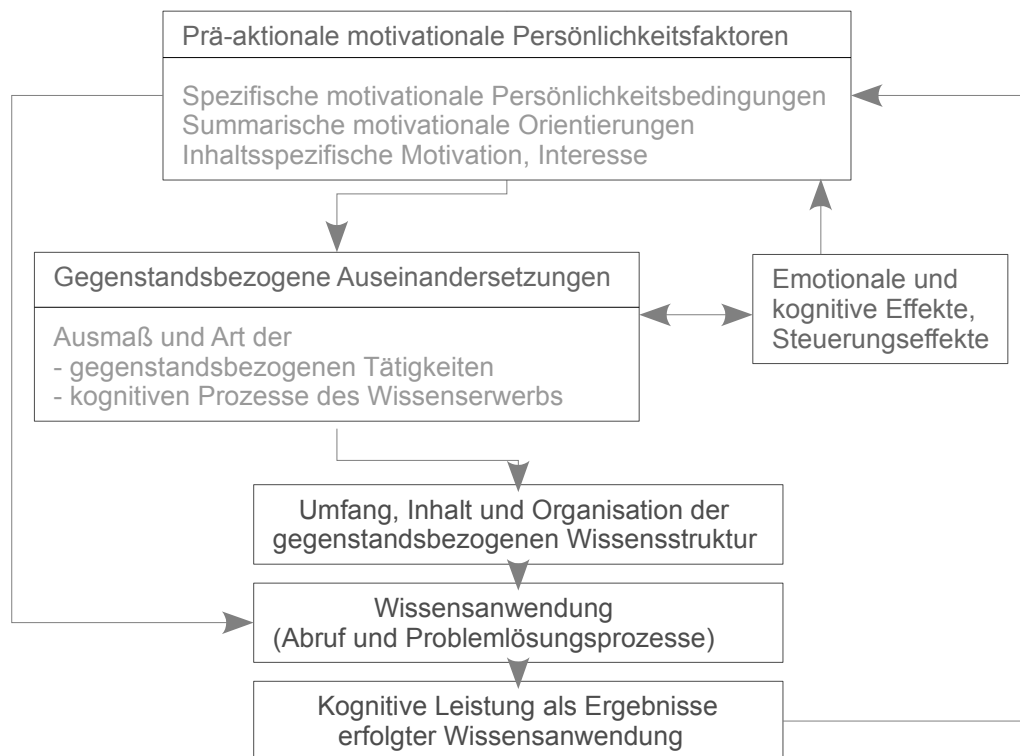 Prä-aktionale motivationale Persönlichkeitsfaktoren
Spezifische motivationale Persönlichkeitsbedingungen
Summarische motivationale Orientierungen
Inhaltsspezifische Motivation, Interesse
Gegenstandsbezogene Auseinandersetzungen
Ausmaß und Art der
- gegenstandsbezogenen Tätigkeiten
- kognitiven Prozesse des Wissenserwerbs
Emotionale und
kognitive Effekte,
Steuerungseffekte
Umfang, Inhalt und Organisation der
gegenstandsbezogenen Wissensstruktur
Wissensanwendung
(Abruf und Problemlösungsprozesse)
Kognitive Leistung als Ergebnisse
erfolgter Wissensanwendung